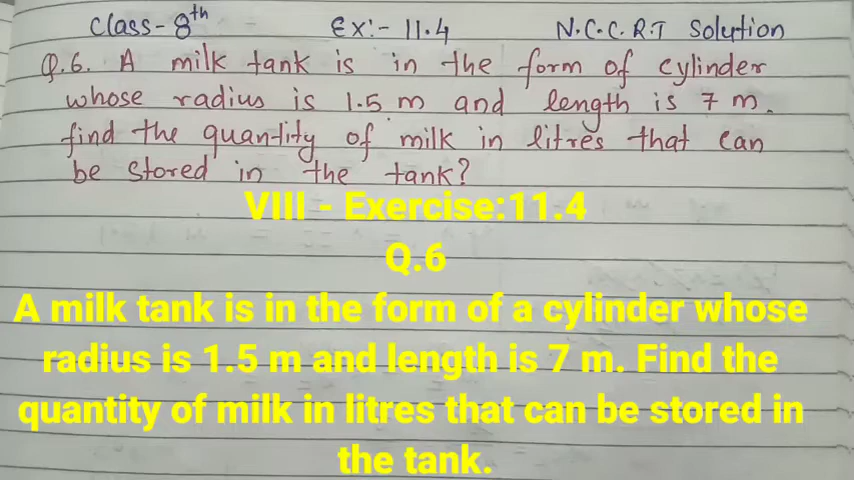 Class-8th Ex:- 11.4 N.C.C.R.T Solution
Q.6. A milk tank is in the form of cylinder
whose radius is 1.5 m and length is 7 m.
find the quantity of milk in litres that can
be stored in the tank?
VIII - Exercise:11.4
Q.6
A milk tank is in the form of a cylinder whose
radius is 1.5 m and length is 7 m. Find the
quantity of milk in litres that can be stored in
the tank.